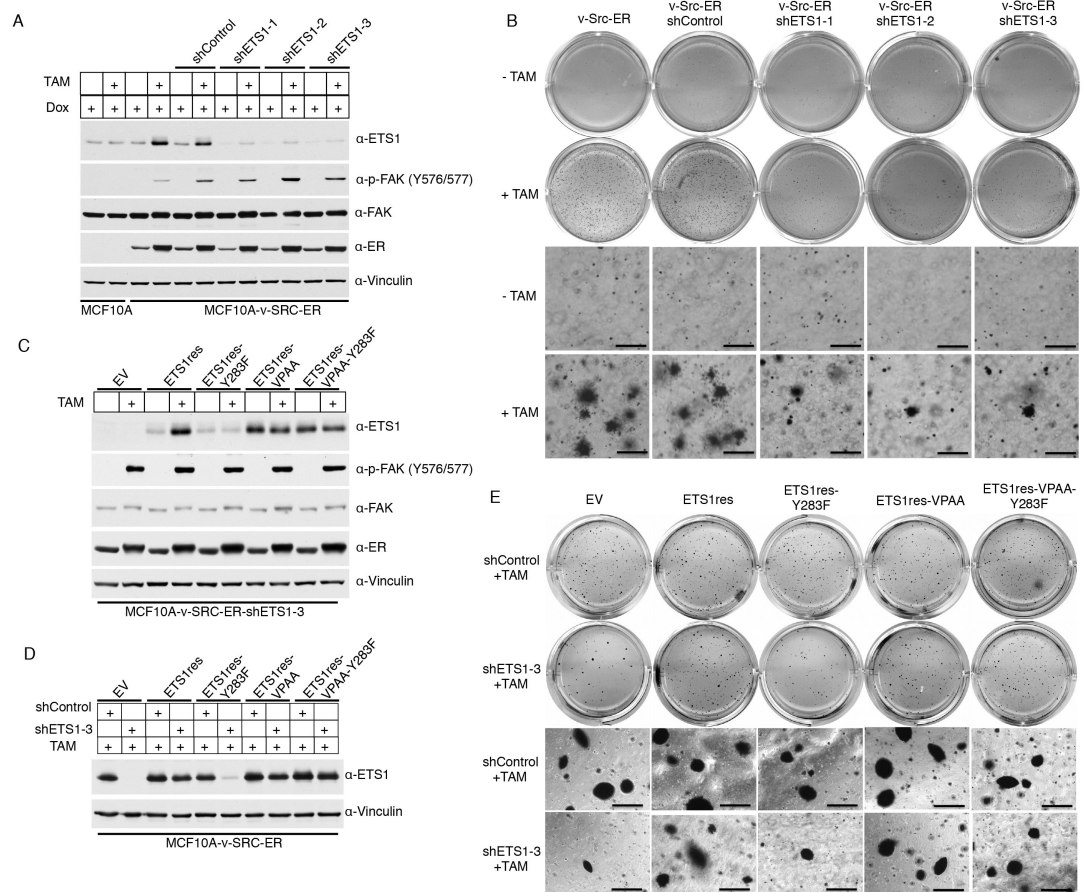 A
shControl
shETS1-1
shETS1-2
shETS1-3
TAM + + + + +
Dox + + + + + + + + + + + +
α-ETS1
α-p-FAK (Y576/577)
α-FAK
α-ER
α-Vinculin
MCF10A MCF10A-v-SRC-ER
B
v-Src-ER
v-Src-ER
shControl
v-Src-ER
shETS1-1
v-Src-ER
shETS1-2
v-Src-ER
shETS1-3
- TAM
+ TAM
- TAM
+ TAM
C
EV
ETS1res
ETS1res-
Y283F
ETS1res-
VPAA
ETS1res-
VPAA-Y283F
TAM + + + + +
α-ETS1
α-p-FAK (Y576/577)
α-FAK
α-ER
α-Vinculin
MCF10A-v-SRC-ER-shETS1-3
D
EV
ETS1res
ETS1res-
Y283F
ETS1res-
VPAA
ETS1res-
VPAA-Y283F
shControl + + + + +
shETS1-3 + + + + +
TAM + + + + + + + + + +
α-ETS1
α-Vinculin
MCF10A-v-SRC-ER
E
EV
ETS1res
ETS1res-
Y283F
ETS1res-VPAA
ETS1res-VPAA-
Y283F
shControl
+TAM
shETS1-3
+TAM
shControl
+TAM
shETS1-3
+TAM